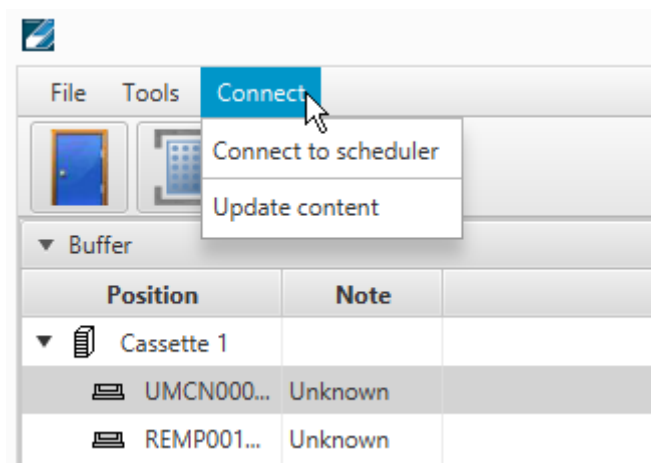 File Tools Connect
Connect to scheduler
Update content
Buffer
Position Note
Cassette 1
UMCN000... Unknown
REMP001... Unknown